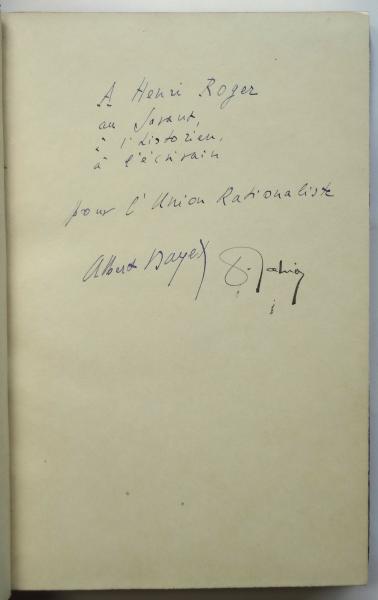 A Henri Roger
au savant,
à l'historien,
à l'écrivain
pour l'Union Rationaliste
Albert Bayet